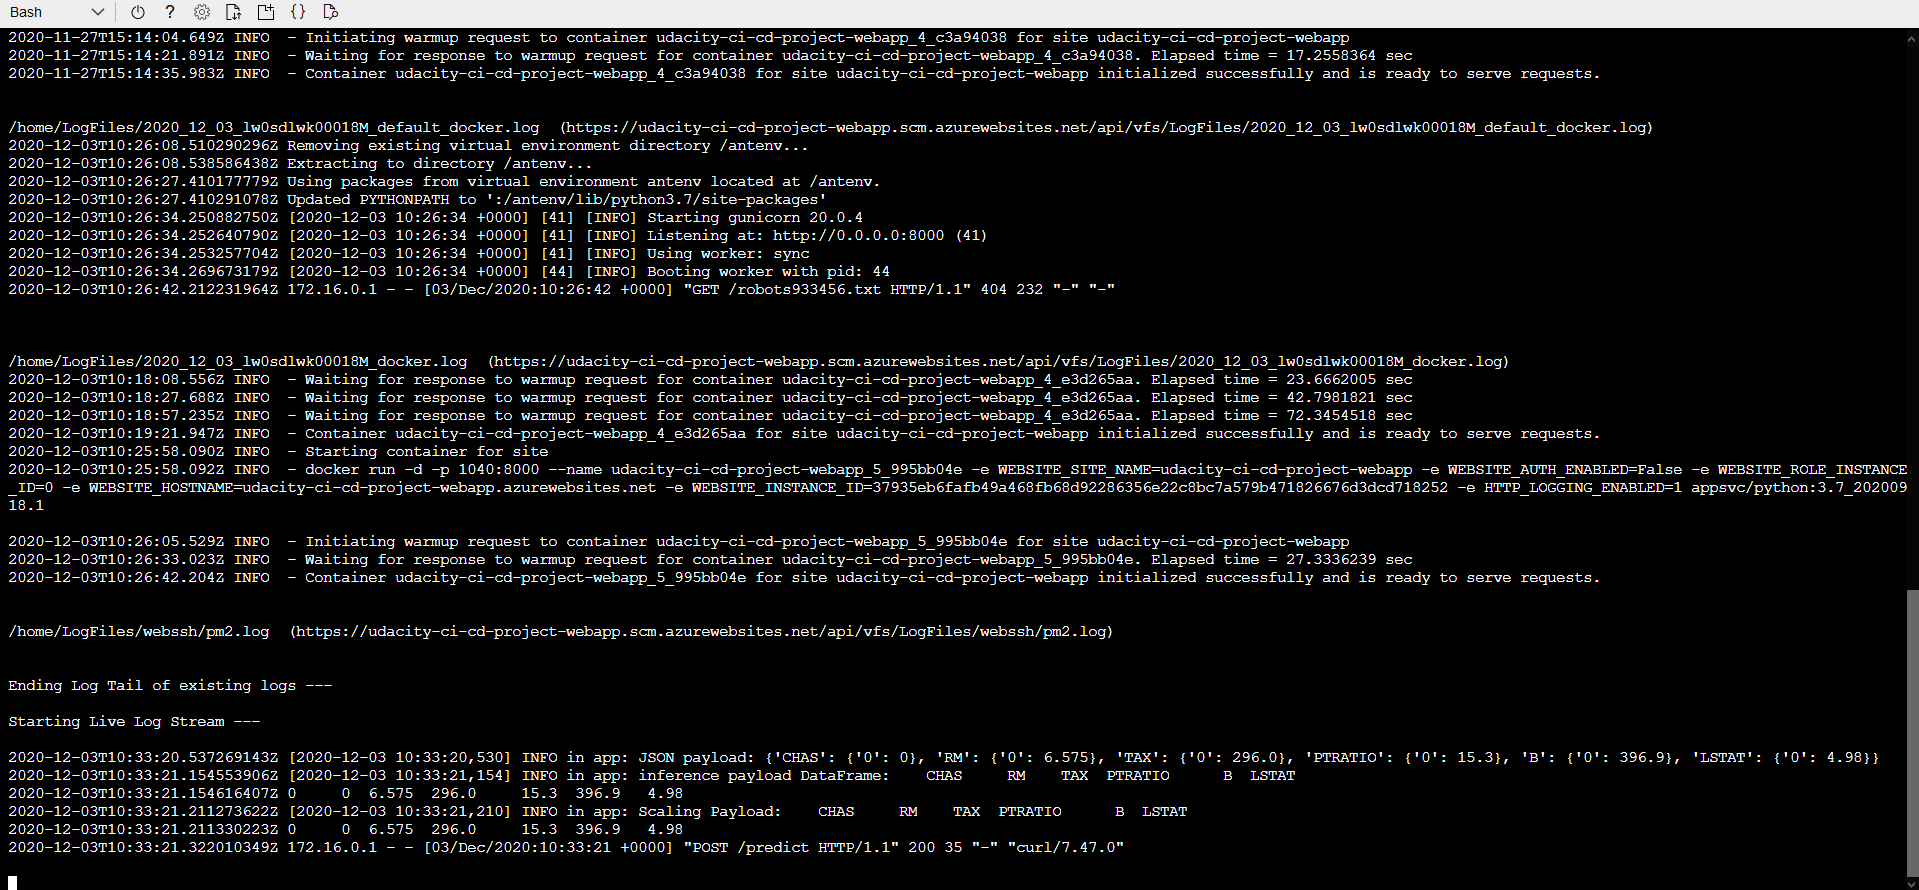 Bash
2020-11-27T15:14:04.649Z INFO  - Initiating warmup request to container udacity-ci-cd-project-webapp_4_c3a94038 for site udacity-ci-cd-project-webapp
2020-11-27T15:14:21.891Z INFO  - Waiting for response to warmup request for container udacity-ci-cd-project-webapp_4_c3a94038. Elapsed time = 17.2558364 sec
2020-11-27T15:14:35.983Z INFO  - Container udacity-ci-cd-project-webapp_4_c3a94038 for site udacity-ci-cd-project-webapp initialized successfully and is ready to serve requests.
/home/LogFiles/2020_12_03_lw0sdlwk00018M_default_docker.log  (https://udacity-ci-cd-project-webapp.scm.azurewebsites.net/api/vfs/LogFiles/2020_12_03_lw0sdlwk00018M_default_docker.log)
2020-12-03T10:26:08.510290296Z Removing existing virtual environment directory /antenv...
2020-12-03T10:26:08.538586438Z Extracting to directory /antenv...
2020-12-03T10:26:27.410177779Z Using packages from virtual environment antenv located at /antenv.
2020-12-03T10:26:27.410291078Z Updated PYTHONPATH to ':/antenv/lib/python3.7/site-packages'
2020-12-03T10:26:34.250882750Z [2020-12-03 10:26:34 +0000] [41] [INFO] Starting gunicorn 20.0.4
2020-12-03T10:26:34.252640790Z [2020-12-03 10:26:34 +0000] [41] [INFO] Listening at: http://0.0.0.0:8000 (41)
2020-12-03T10:26:34.253257704Z [2020-12-03 10:26:34 +0000] [41] [INFO] Using worker: sync
2020-12-03T10:26:34.269673179Z [2020-12-03 10:26:34 +0000] [44] [INFO] Booting worker with pid: 44
2020-12-03T10:26:42.212231964Z 172.16.0.1 - - [03/Dec/2020:10:26:42 +0000] "GET /robots933456.txt HTTP/1.1" 404 232 "-" "-"
/home/LogFiles/2020_12_03_lw0sdlwk00018M_docker.log  (https://udacity-ci-cd-project-webapp.scm.azurewebsites.net/api/vfs/LogFiles/2020_12_03_lw0sdlwk00018M_docker.log)
2020-12-03T10:18:08.556Z INFO  - Waiting for response to warmup request for container udacity-ci-cd-project-webapp_4_e3d265aa. Elapsed time = 23.6662005 sec
2020-12-03T10:18:27.688Z INFO  - Waiting for response to warmup request for container udacity-ci-cd-project-webapp_4_e3d265aa. Elapsed time = 42.7981821 sec
2020-12-03T10:18:57.235Z INFO  - Waiting for response to warmup request for container udacity-ci-cd-project-webapp_4_e3d265aa. Elapsed time = 72.3454518 sec
2020-12-03T10:19:21.947Z INFO  - Container udacity-ci-cd-project-webapp_4_e3d265aa for site udacity-ci-cd-project-webapp initialized successfully and is ready to serve requests.
2020-12-03T10:25:58.090Z INFO  - Starting container for site
2020-12-03T10:25:58.092Z INFO  - docker run -d -p 1040:8000 --name udacity-ci-cd-project-webapp_5_995bb04e -e WEBSITE_SITE_NAME=udacity-ci-cd-project-webapp -e WEBSITE_AUTH_ENABLED=False -e WEBSITE_ROLE_INSTANCE
_ID=0 -e WEBSITE_HOSTNAME=udacity-ci-cd-project-webapp.azurewebsites.net -e WEBSITE_INSTANCE_ID=37935eb6fafb49a468fb68d92286356e22c8bc7a579b471826676d3dcd718252 -e HTTP_LOGGING_ENABLED=1 appsvc/python:3.7_202009
18.1
2020-12-03T10:26:05.529Z INFO  - Initiating warmup request to container udacity-ci-cd-project-webapp_5_995bb04e for site udacity-ci-cd-project-webapp
2020-12-03T10:26:33.023Z INFO  - Waiting for response to warmup request for container udacity-ci-cd-project-webapp_5_995bb04e. Elapsed time = 27.3336239 sec
2020-12-03T10:26:42.204Z INFO  - Container udacity-ci-cd-project-webapp_5_995bb04e for site udacity-ci-cd-project-webapp initialized successfully and is ready to serve requests.
/home/LogFiles/webssh/pm2.log  (https://udacity-ci-cd-project-webapp.scm.azurewebsites.net/api/vfs/LogFiles/webssh/pm2.log)
Ending Log Tail of existing logs ---
Starting Live Log Stream ---
2020-12-03T10:33:20.537269143Z [2020-12-03 10:33:20,530] INFO in app: JSON payload: {'CHAS': {'0': 0}, 'RM': {'0': 6.575}, 'TAX': {'0': 296.0}, 'PTRATIO': {'0': 15.3}, 'B': {'0': 396.9}, 'LSTAT': {'0': 4.98}}
2020-12-03T10:33:21.154553906Z [2020-12-03 10:33:21,154] INFO in app: inference payload DataFrame:    CHAS     RM    TAX  PTRATIO      B  LSTAT
2020-12-03T10:33:21.154616407Z 0     0  6.575  296.0     15.3  396.9   4.98
2020-12-03T10:33:21.211273622Z [2020-12-03 10:33:21,210] INFO in app: Scaling Payload:    CHAS     RM    TAX  PTRATIO      B  LSTAT
2020-12-03T10:33:21.211330223Z 0     0  6.575  296.0     15.3  396.9   4.98
2020-12-03T10:33:21.322010349Z 172.16.0.1 - - [03/Dec/2020:10:33:21 +0000] "POST /predict HTTP/1.1" 200 35 "-" "curl/7.47.0"